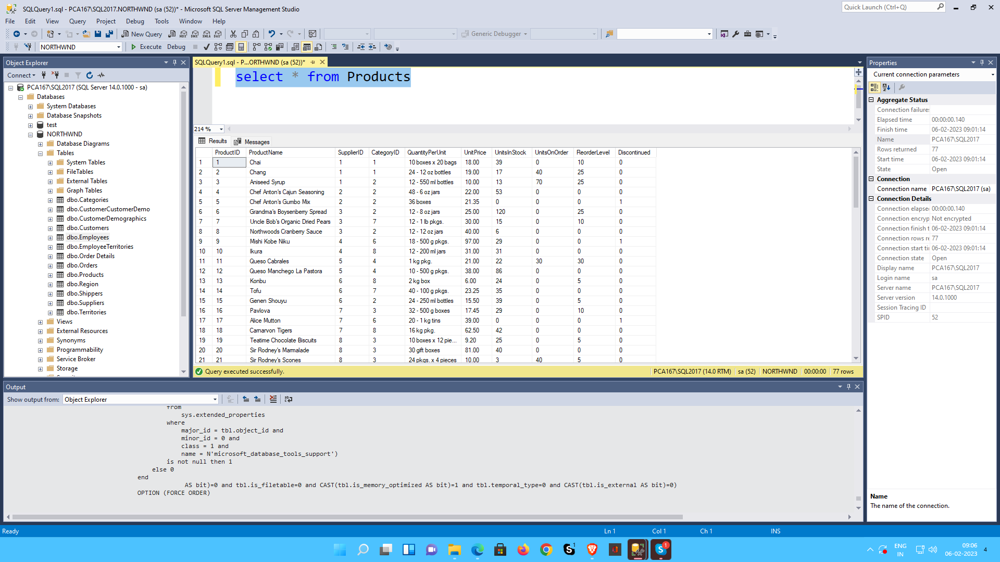 SQLQuery1.sql - PCA167\SQL2017.NORTHWND (sa (52))* - Microsoft SQL Server Management Studio
Quick Launch (Ctrl+Q)
File Edit View Query Project Debug Tools Window Help
New Query
MDX DMX XMLA DAX
Generic Debugger
NORTHWND
Execute Debug
Object Explorer
Connect
PCA167\SQL2017 (SQL Server 14.0.1000 - sa)
Databases
System Databases
Database Snapshots
test
NORTHWND
Database Diagrams
Tables
System Tables
FileTables
External Tables
Graph Tables
dbo.Categories
dbo.CustomerCustomerDemo
dbo.CustomerDemographics
dbo.Customers
dbo.Employees
dbo.EmployeeTerritories
dbo.Order Details
dbo.Orders
dbo.Products
dbo.Region
dbo.Shippers
dbo.Suppliers
dbo.Territories
Views
External Resources
Synonyms
Programmability
Service Broker
Storage
SQLQuery1.sql - P...ORTHWND (sa (52))*
select * from Products
214 %
Results Messages
ProductID ProductName SupplierID CategoryID QuantityPerUnit UnitPrice UnitsInStock UnitsOnOrder ReorderLevel Discontinued
1 1 Chai 1 1 10 boxes x 20 bags 18.00 39 0 10 0
2 2 Chang 1 1 24 - 12 oz bottles 19.00 17 40 25 0
3 3 Aniseed Syrup 1 2 12 - 550 ml bottles 10.00 13 70 25 0
4 4 Chef Anton's Cajun Seasoning 2 2 48 - 6 oz jars 22.00 53 0 0 0
5 5 Chef Anton's Gumbo Mix 2 2 36 boxes 21.35 0 0 0 1
6 6 Grandma's Boysenberry Spread 3 2 12 - 8 oz jars 25.00 120 0 25 0
7 7 Uncle Bob's Organic Dried Pears 3 7 12 - 1 lb pkgs. 30.00 15 0 10 0
8 8 Northwoods Cranberry Sauce 3 2 12 - 12 oz jars 40.00 6 0 0 0
9 9 Mishi Kobe Niku 4 6 18 - 500 g pkgs. 97.00 29 0 0 1
10 10 Ikura 4 8 12 - 200 ml jars 31.00 31 0 0 0
11 11 Queso Cabrales 5 4 1 kg pkg. 21.00 22 30 30 0
12 12 Queso Manchego La Pastora 5 4 10 - 500 g pkgs. 38.00 86 0 0 0
13 13 Konbu 6 8 2 kg box 6.00 24 0 5 0
14 14 Tofu 6 7 40 - 100 g pkgs. 23.25 35 0 0 0
15 15 Genen Shouyu 6 2 24 - 250 ml bottles 15.50 39 0 5 0
16 16 Pavlova 7 3 32 - 500 g boxes 17.45 29 0 10 0
17 17 Alice Mutton 7 6 20 - 1 kg tins 39.00 0 0 0 1
18 18 Carnarvon Tigers 7 8 16 kg pkg. 62.50 42 0 0 0
19 19 Teatime Chocolate Biscuits 8 3 10 boxes x 12 pie... 9.20 25 0 5 0
20 20 Sir Rodney's Marmalade 8 3 30 gift boxes 81.00 40 0 0 0
21 21 Sir Rodney's Scones 8 3 24 pkgs. x 4 pieces 10.00 3 40 5 0
Query executed successfully. PCA167\SQL2017 (14.0 RTM) sa (52) NORTHWND 00:00:00 77 rows
Properties
Current connection parameters
Aggregate Status
Connection failures
Elapsed time 00:00:00.140
Finish time 06-02-2023 09:01:14
Name PCA167\SQL2017
Rows returned 77
Start time 06-02-2023 09:01:14
State Open
Connection
Connection name PCA167\SQL2017 (sa)
Connection Details
Connection elapse 00:00:00.140
Connection encryp Not encrypted
Connection finish t 06-02-2023 09:01:14
Connection rows re 77
Connection start ti 06-02-2023 09:01:14
Connection state Open
Display name PCA167\SQL2017
Login name sa
Server name PCA167\SQL2017
Server version 14.0.1000
Session Tracing ID
SPID 52
Name
The name of the connection.
Output
Show output from: Object Explorer
from
sys.extended_properties
where
major_id = tbl.object_id and
minor_id = 0 and
class = 1 and
name = N'microsoft_database_tools_support')
is not null then 1
else 0
end
AS bit)=0 and tbl.is_filetable=0 and CAST(tbl.is_memory_optimized AS bit)=1 and tbl.temporal_type=0 and CAST(tbl.is_external AS bit)=0)
OPTION (FORCE ORDER)
Ready Ln 1 Col 1 Ch 1 INS
ENG
IN
09:06
06-02-2023
4